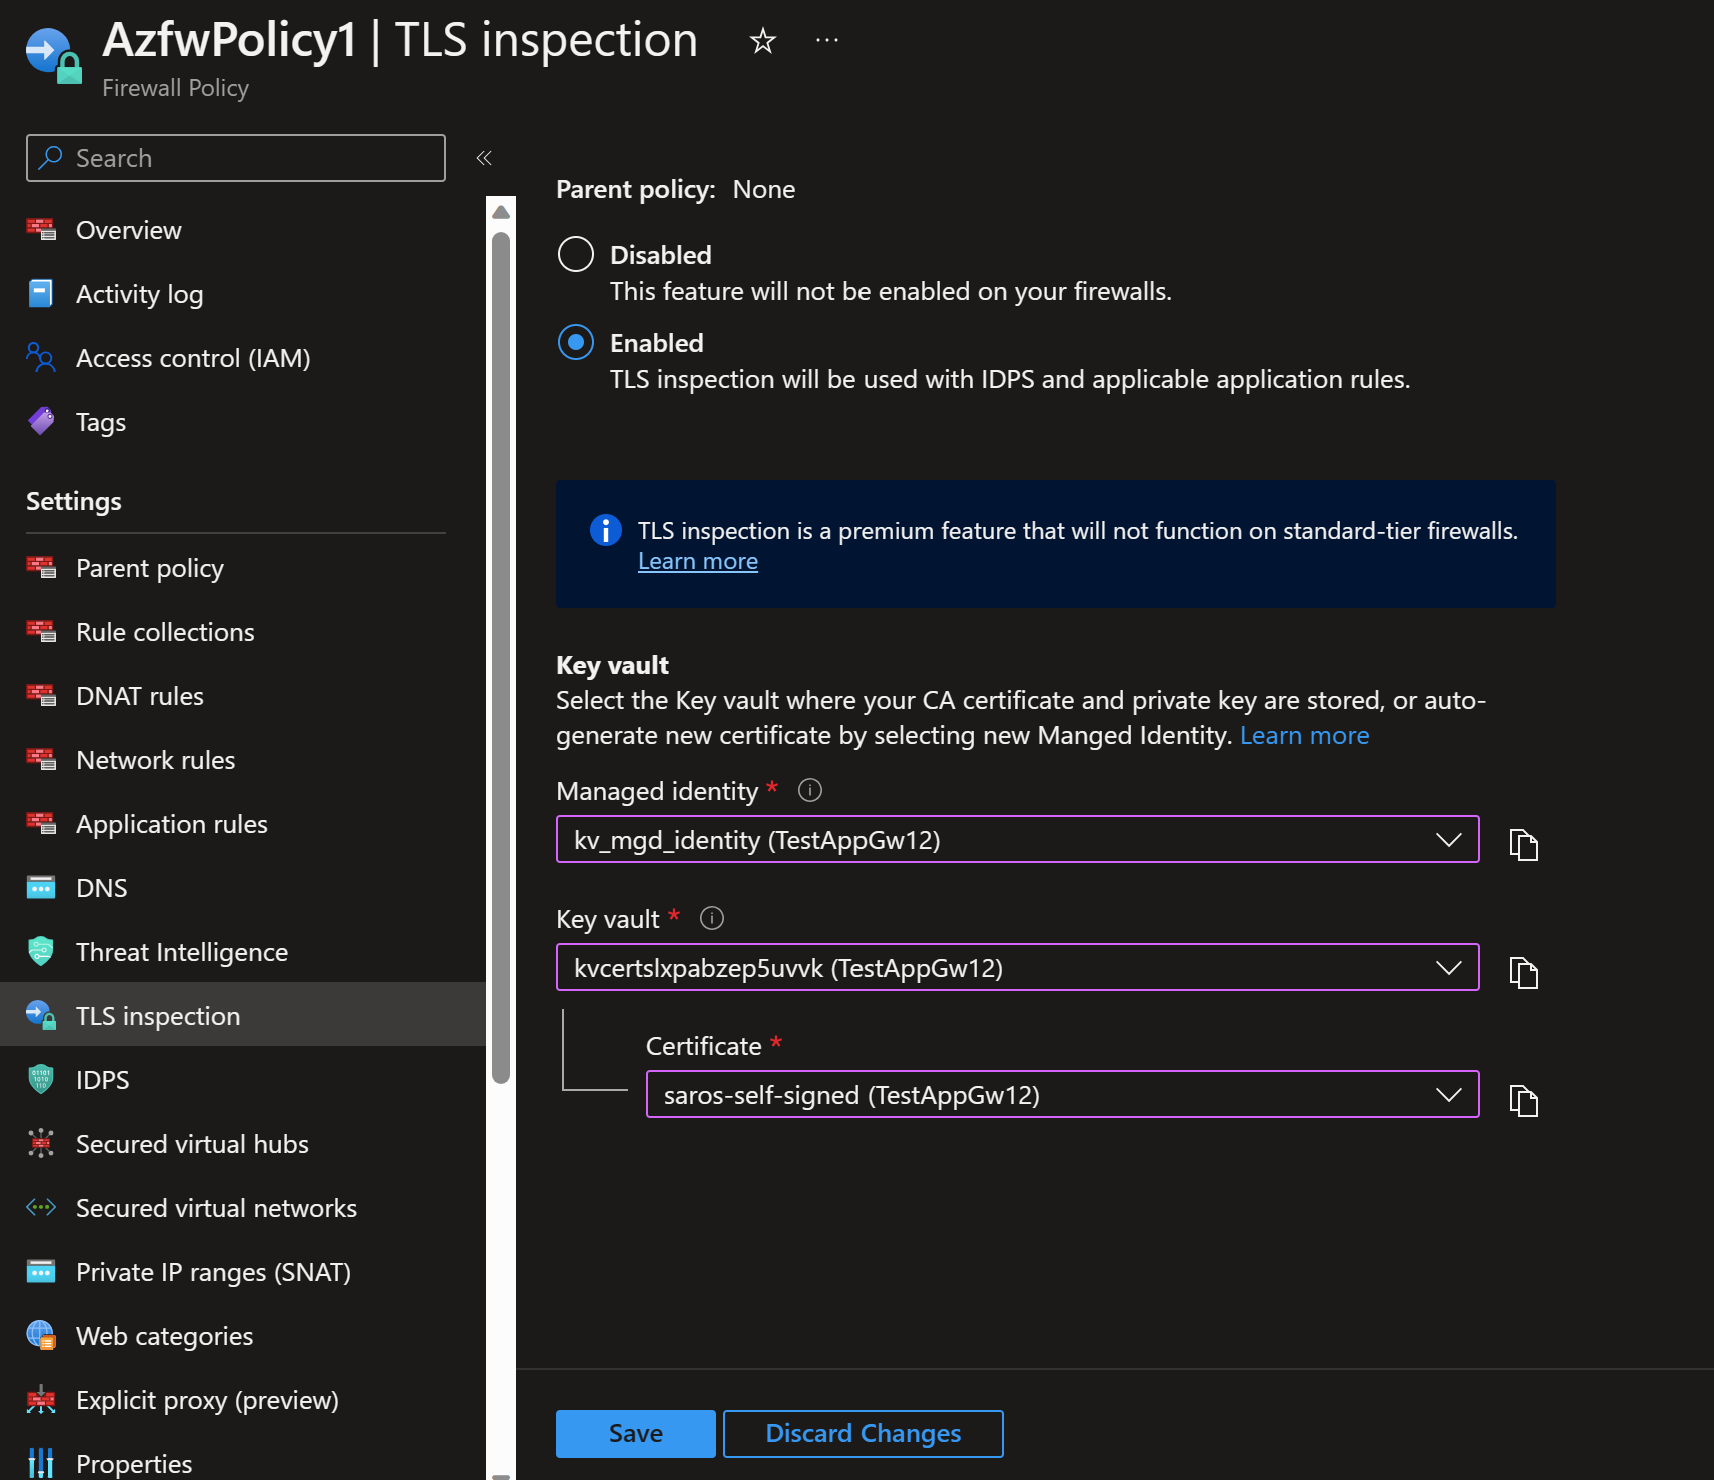 AzfwPolicy1 | TLS inspection
Firewall Policy
Search
Overview
Activity log
Access control (IAM)
Tags
Settings
Parent policy
Rule collections
DNAT rules
Network rules
Application rules
DNS
Threat Intelligence
TLS inspection
IDPS
Secured virtual hubs
Secured virtual networks
Private IP ranges (SNAT)
Web categories
Explicit proxy (preview)
Properties
Parent policy: None
Disabled
This feature will not be enabled on your firewalls.
Enabled
TLS inspection will be used with IDPS and applicable application rules.
TLS inspection is a premium feature that will not function on standard-tier firewalls.
Learn more
Key vault
Select the Key vault where your CA certificate and private key are stored, or auto-
generate new certificate by selecting new Manged Identity. Learn more
Managed identity *
kv_mgd_identity (TestAppGw12)
Key vault *
kvcertslxpabzep5uvvk (TestAppGw12)
Certificate *
saros-self-signed (TestAppGw12)
Save
Discard Changes